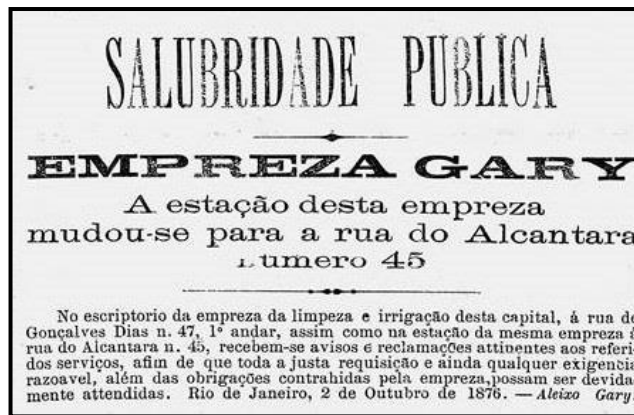 SALUBRIDADE PUBLICA
EMPREZA GARY
A estação desta empreza
mudou-se para a rua do Alcantara
umero 45
No escriptorio da empreza da limpeza e irrigação desta capital, á rua de
Gonçalves Dias n. 47, 1º andar, assim como na estação da mesma empreza á
rua do Alcantara n. 45, recebem-se avisos e reclamações attinentes aos referi
dos serviços, afim de que toda a justa requisição e ainda qualquer exigencia
razoavel, além das obrigações contrahidas pela empreza,possam ser devida
mente attendidas. Rio de Janeiro, 2 de Outubro de 1876. — Aleixo Gary